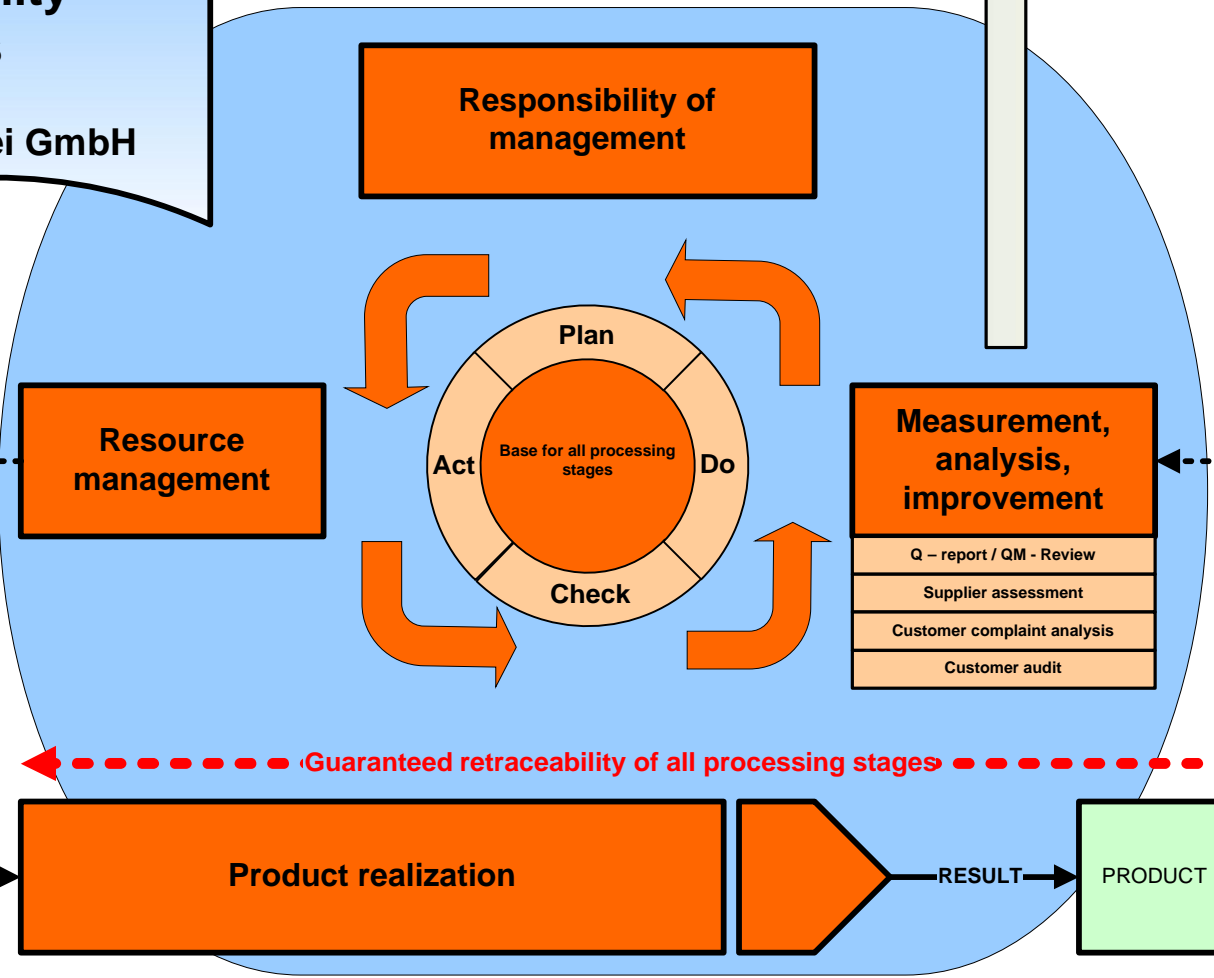 GmbH
Responsibility of
management
Plan
Act
Base for all processing
stages
Do
Check
Resource
management
Measurement,
analysis,
improvement
Q – report / QM - Review
Supplier assessment
Customer complaint analysis
Customer audit
Guaranteed retraceability of all processing stages
Product realization
RESULT
PRODUCT